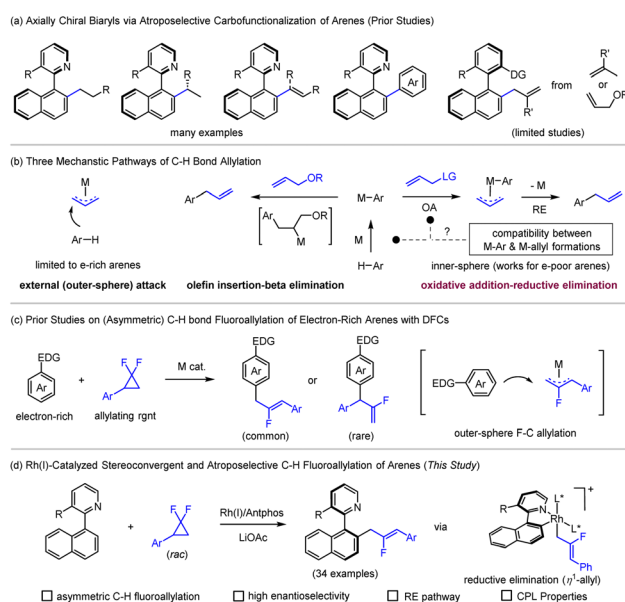 (a) Axially Chiral Biaryls via Atroposelective Carbofunctionalization of Arenes (Prior Studies)
R N R
R N R
R N R R
R N Ar
R DG R'
from
R'
or
OR
many examples
(limited studies)
(b) Three Mechanstic Pathways of C-H Bond Allylation
M
Ar—H
limited to e-rich arenes
external (outer-sphere) attack
Ar
OR
Ar OR
M
olefin insertion-beta elimination
M-Ar
M
H-Ar
LG
OA
?
M-Ar
- M
RE
Ar
compatibility between
M-Ar & M-allyl formations
inner-sphere (works for e-poor arenes)
oxidative addition-reductive elimination
(c) Prior Studies on (Asymmetric) C-H bond Fluoroallylation of Electron-Rich Arenes with DFCs
EDG
Ar
electron-rich
+
F F
Ar
allylating rgnt
M cat.
EDG
Ar
Ar
F
(common)
or
EDG
Ar
Ar F
(rare)
EDG Ar
M
Ar
F
outer-sphere F-C allylation
(d) Rh(I)-Catalyzed Stereoconvergent and Atroposelective C-H Fluoroallylation of Arenes (This Study)
R N
+
F F
Ar
(rac)
Rh(I)/Antphos
LiOAc
R N
Ar
F
(34 examples)
via
R N Rh L* L* +
F
Ph
reductive elimination (η¹-allyl)
asymmetric C-H fluoroallylation
high enantioselectivity
RE pathway
CPL Properties